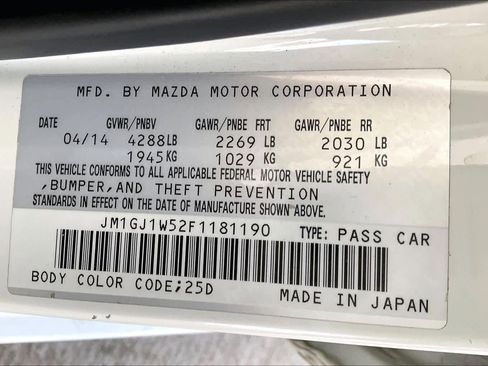 MFD. BY MAZDA MOTOR CORPORATION
DATE GVWR/PNBV GAWR/PNBE FRT GAWR/PNBE RR
04/14 4288LB 2269 LB 2030 LB
1945KG 1029 KG 921 KG
THIS VEHICLE CONFORMS TO ALL APPLICABLE FEDERAL MOTOR VEHICLE SAFETY
,BUMPER,AND THEFT PREVENTION
STANDARDS IN EFFECT ON THE DATE OF MANUFACTURE SHOWN ABOVE.
JM1GJ1W52F1181190 TYPE: PASS CAR
BODY COLOR CODE;25D MADE IN JAPAN